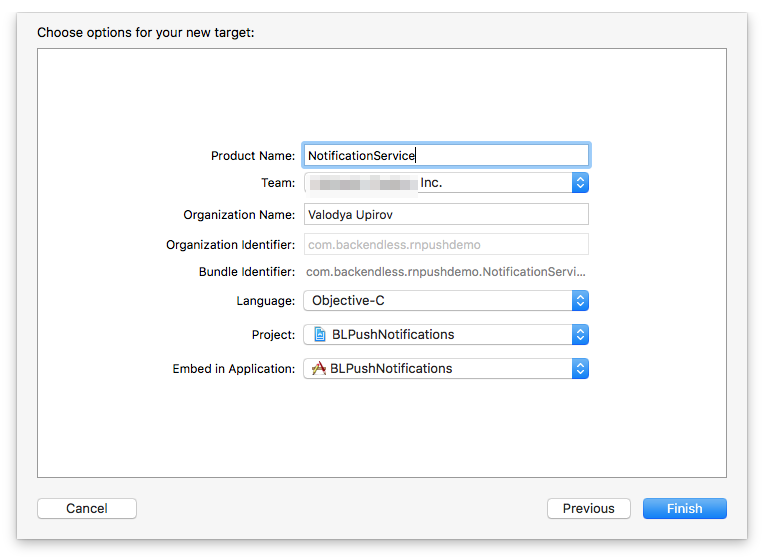 Choose options for your new target:
Product Name: NotificationService
Team: Inc.
Organization Name: Valodya Upirov
Organization Identifier: com.backendless.rnpushdemo
Bundle Identifier: com.backendless.rnpushdemo.NotificationServi...
Language: Objective-C
Project: BLPushNotifications
Embed in Application: BLPushNotifications
Cancel Previous Finish